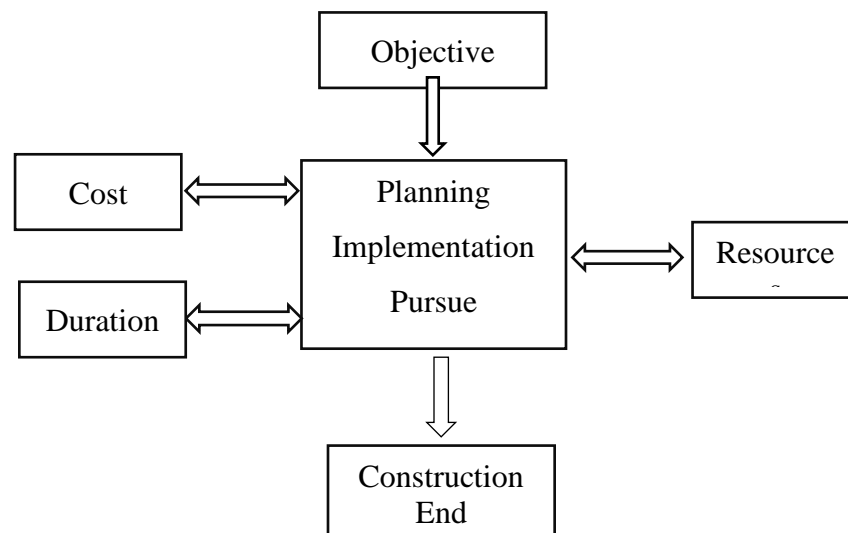 Objective
Cost
Planning
Implementation
Pursue
Resource
Duration
Construction
End